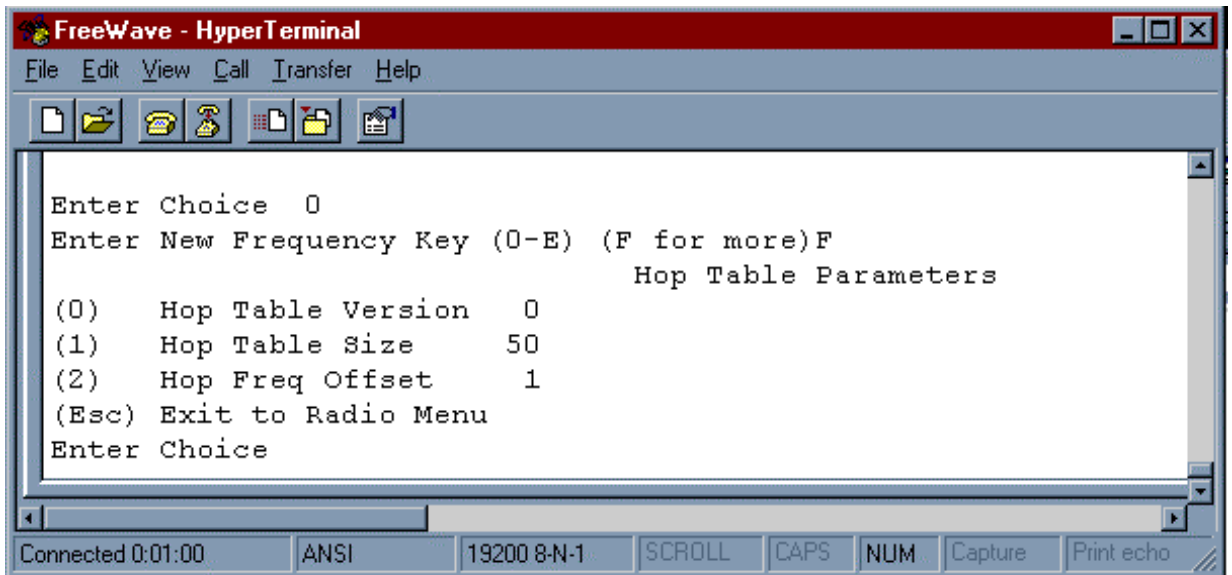 FreeWave - HyperTerminal
File Edit View Call Transfer Help
Enter Choice 0
Enter New Frequency Key (0-E) (F for more)F
Hop Table Parameters
(0) Hop Table Version 0
(1) Hop Table Size 50
(2) Hop Freq Offset 1
(Esc) Exit to Radio Menu
Enter Choice
Connected 0:01:00 ANSI 19200 8-N-1 SCROLL CAPS NUM Capture Print echo